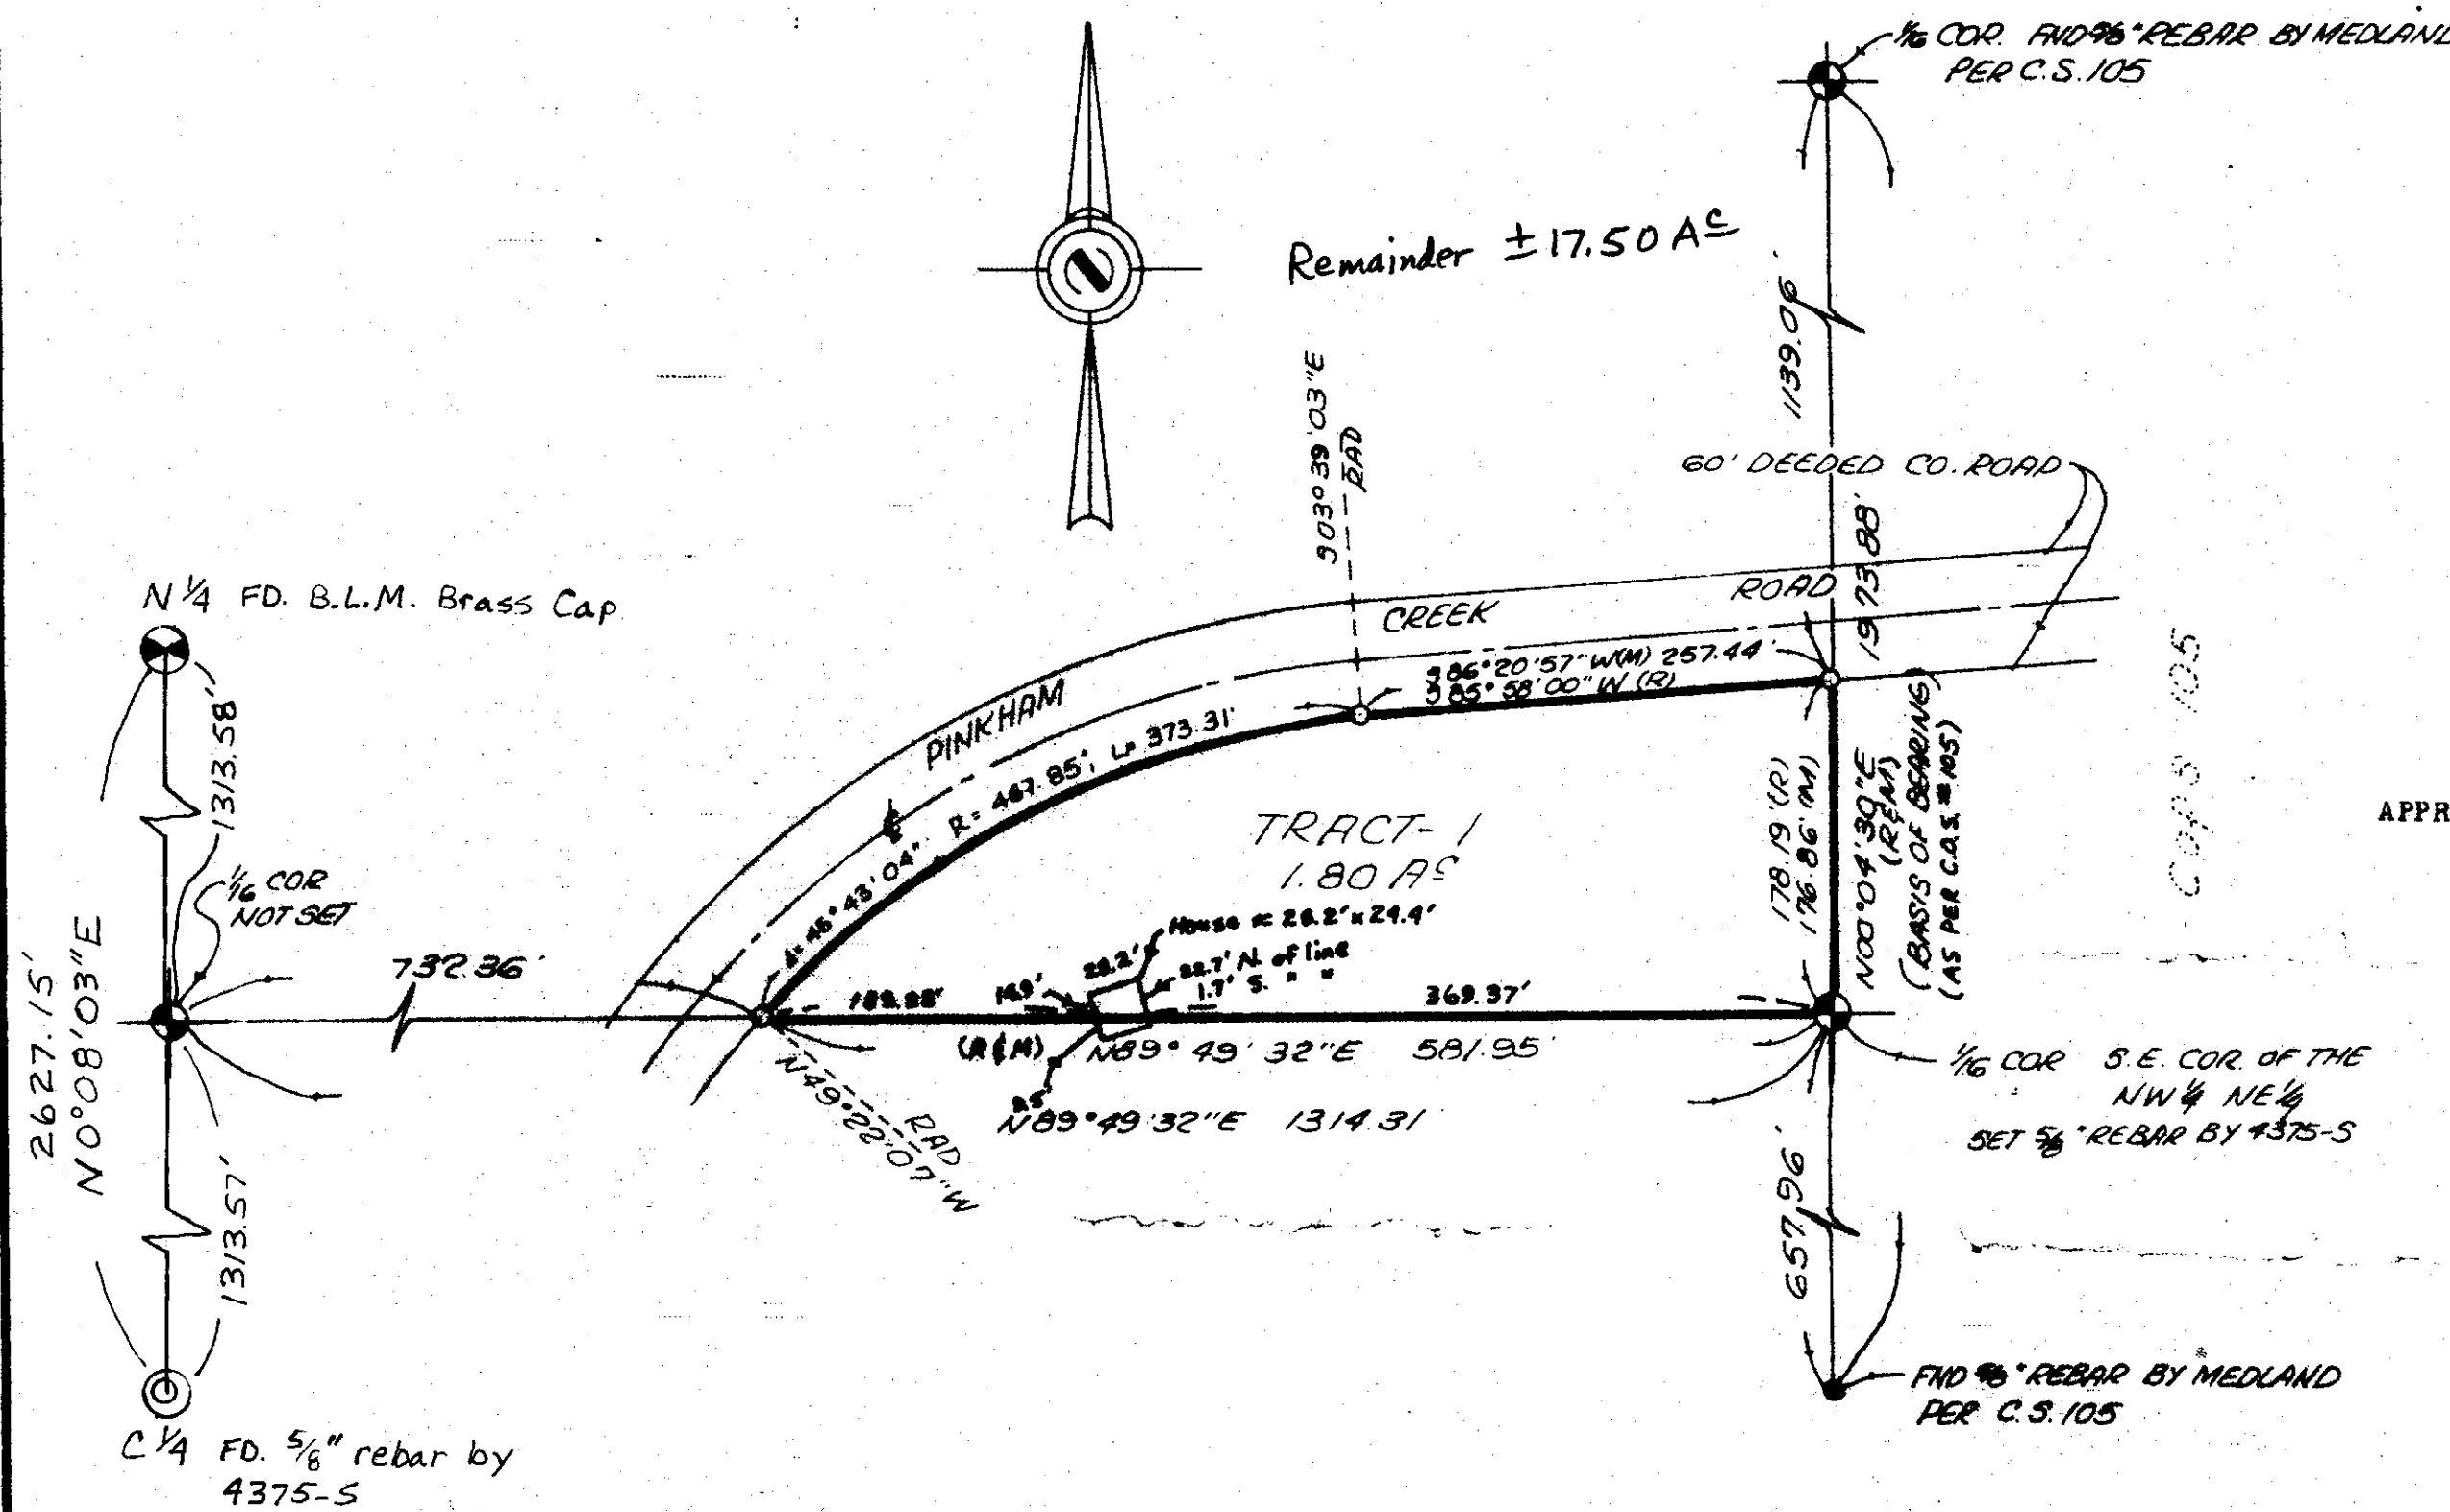 1/16 COR. FND 5/8" REBAR BY MEDLAND
PER C.S. 105
Remainder ± 17.50 Ac
1139.06'
S03°39'03"E
RAD
60' DEEDED CO. ROAD
1973.88'
N 1/4 FD. B.L.M. Brass Cap
1313.58'
PINKHAM
CREEK
ROAD
S86°20'57"W(M) 257.44'
S85°58'00"W (R)
Δ=45°43'04" R= 467.85', L= 373.31'
TRACT-1
1.80 Ac
178.19'(R)
176.86'(M)
N00°04'30"E
(R&M)
(BASIS OF BEARING)
(AS PER C.O.S. # 105)
COFS 105
APPR
1/16 COR
NOT SET
2627.15'
N0°08'03"E
732.36'
House = 28.2' x 24.4'
28.2'
22.7' N. of line
1.7' S. " "
14.9'
369.37'
(R&M)
N89°49'32"E 581.95'
N49°22'07"W
RAD
N89°49'32"E 1314.31
1/16 COR S.E. COR. OF THE
NW 1/4 NE 1/4
SET 5/8" REBAR BY 4375-S
1313.57'
657.96'
FND 5/8" REBAR BY MEDLAND
PER C.S. 105
C 1/4 FD. 5/8" rebar by
4375-S